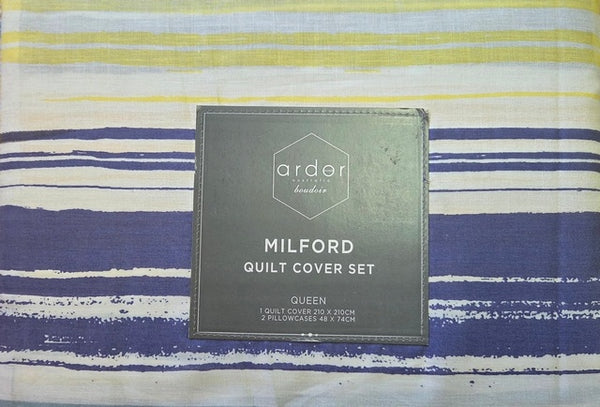 ardor
australia
boudoir
MILFORD
QUILT COVER SET
QUEEN
1 QUILT COVER 210 X 210CM
2 PILLOWCASES 48 X 74CM